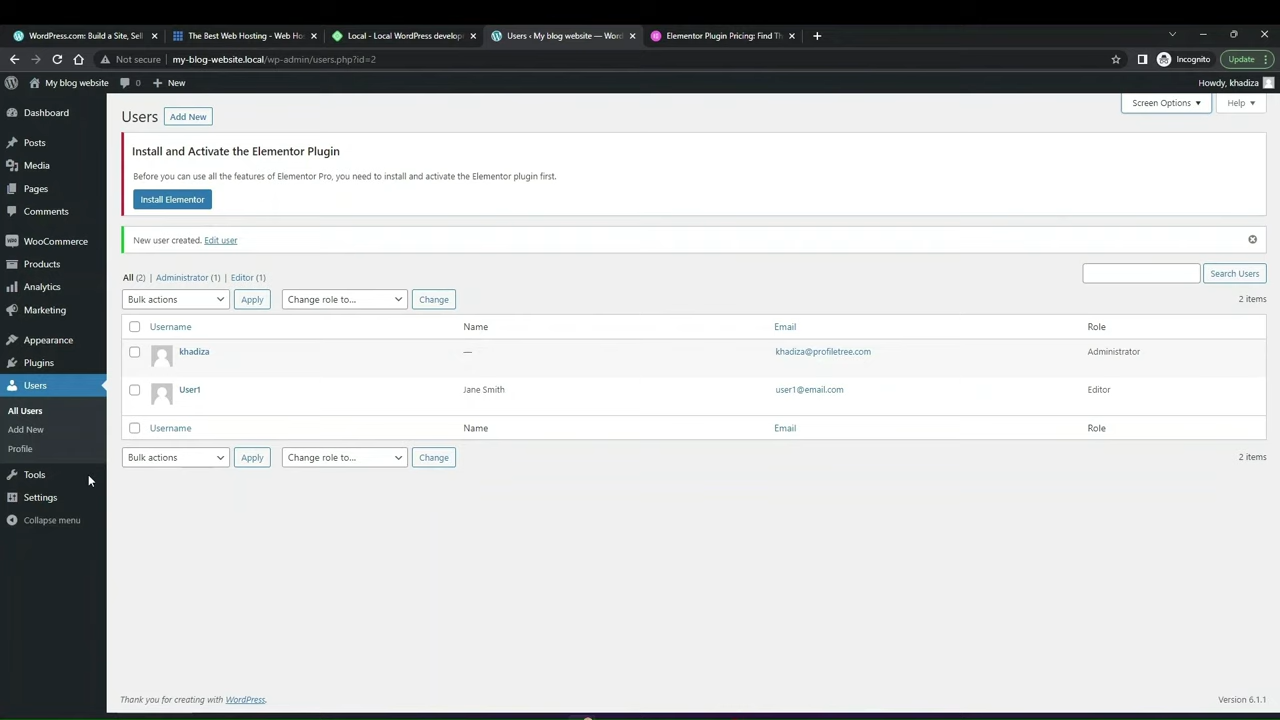 WordPress.com: Build a Site, Sell
The Best Web Hosting - Web Ho
Local - Local WordPress develop
Users ‹ My blog website — Word
Elementor Plugin Pricing: Find Th
Not secure my-blog-website.local/wp-admin/users.php?id=2 Incognito Update
My blog website 0 New Howdy, khadiza
Dashboard
Posts
Media
Pages
Comments
WooCommerce
Products
Analytics
Marketing
Appearance
Plugins
Users
All Users
Add New
Profile
Tools
Settings
Collapse menu
Screen Options Help
Users Add New
Install and Activate the Elementor Plugin
Before you can use all the features of Elementor Pro, you need to install and activate the Elementor plugin first.
Install Elementor
New user created. Edit user
All (2) | Administrator (1) | Editor (1)
Search Users
Bulk actions Apply Change role to... Change
2 items
Username Name Email Role
khadiza — khadiza@profiletree.com Administrator
User1 Jane Smith user1@email.com Editor
Username Name Email Role
Bulk actions Apply Change role to... Change
2 items
Thank you for creating with WordPress. Version 6.1.1